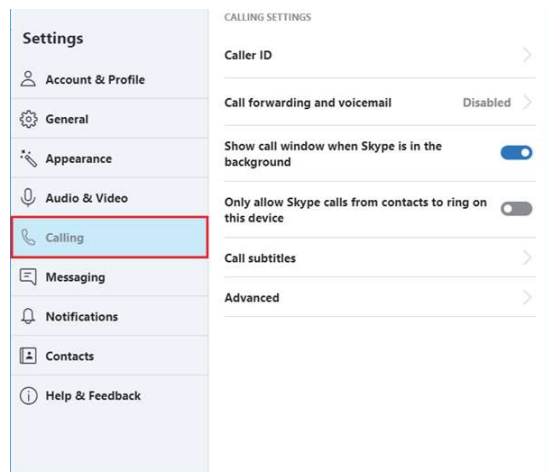 Settings
Account & Profile
General
Appearance
Audio & Video
Calling
Messaging
Notifications
Contacts
Help & Feedback
CALLING SETTINGS
Caller ID
Call forwarding and voicemail Disabled
Show call window when Skype is in the
background
Only allow Skype calls from contacts to ring on
this device
Call subtitles
Advanced